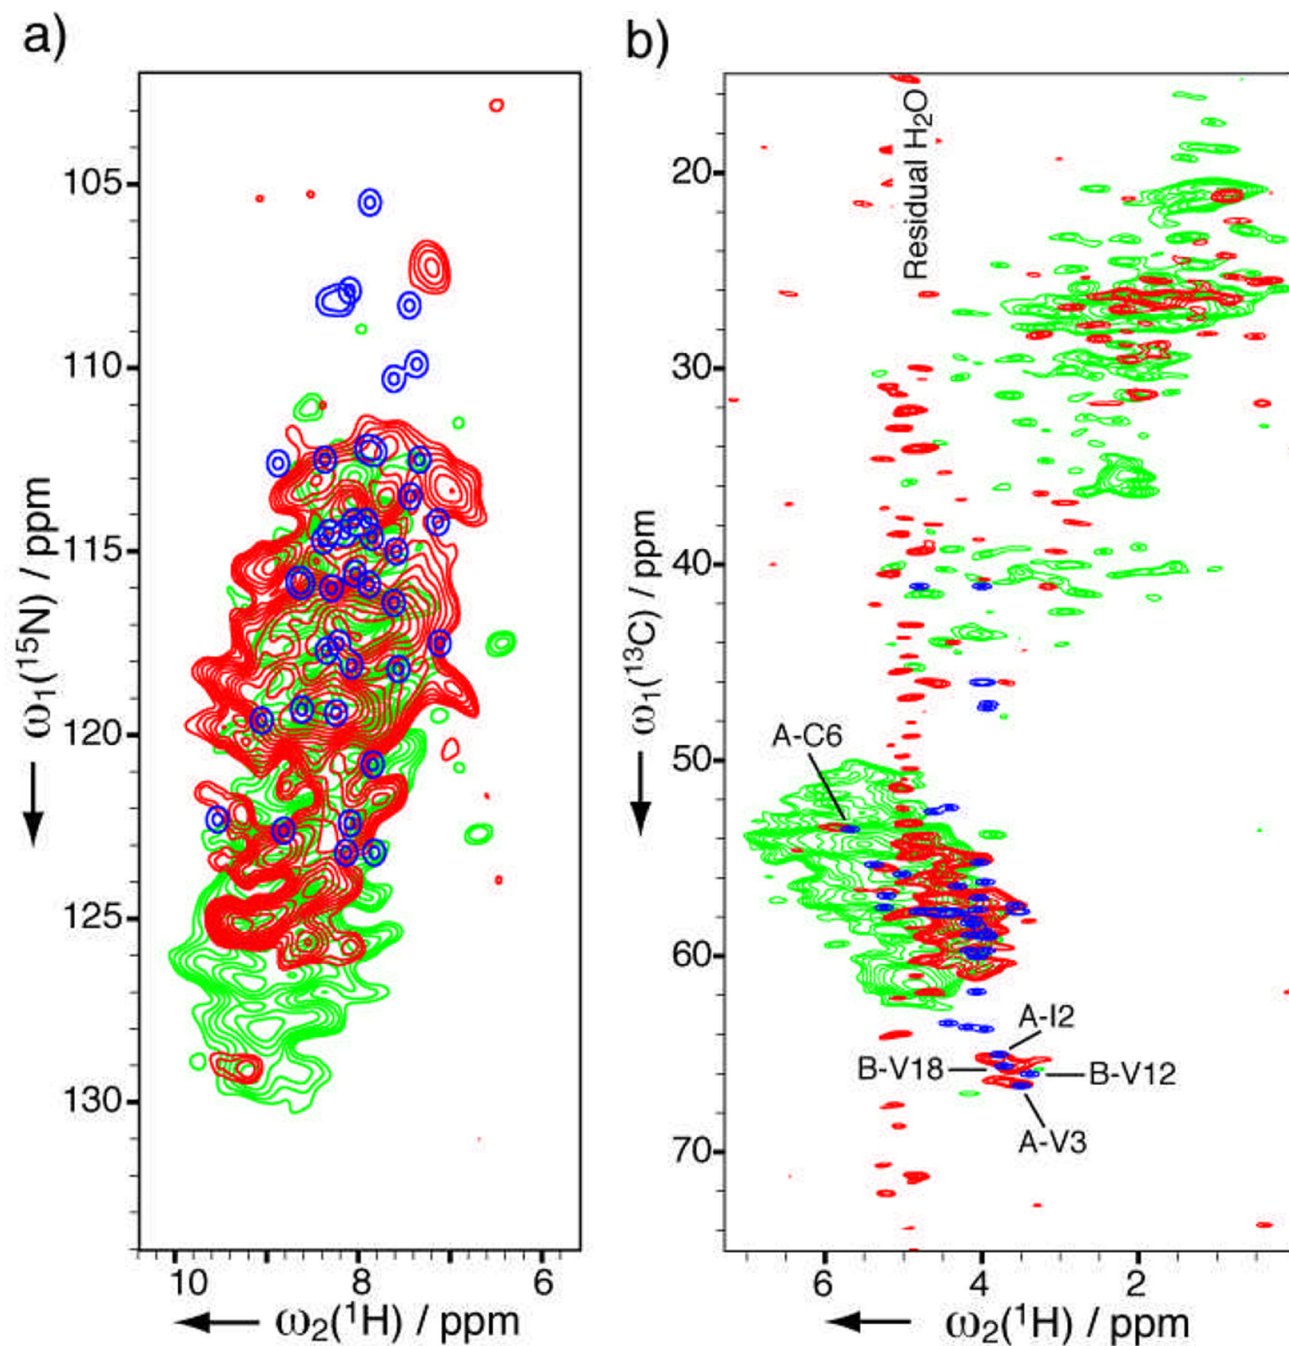 a)
b)
105
110
115
120
125
130
ω₁(¹⁵N) / ppm
10
8
6
ω₂(¹H) / ppm
Residual H₂O
20
30
40
50
60
70
ω₁(¹³C) / ppm
A-C6
A-I2
B-V18
B-V12
A-V3
6
4
2
ω₂(¹H) / ppm